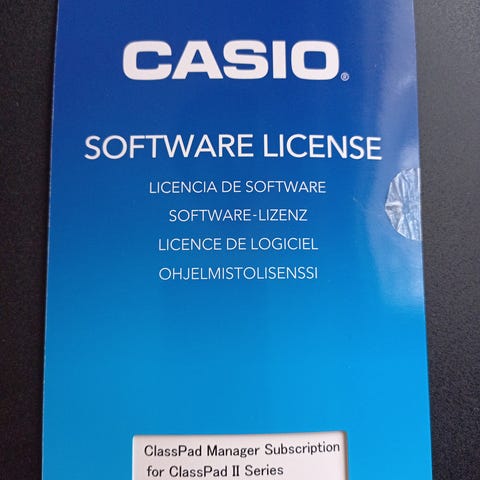 CASIO®
SOFTWARE LICENSE
LICENCIA DE SOFTWARE
SOFTWARE-LIZENZ
LICENCE DE LOGICIEL
OHJELMISTOLISENSSI
ClassPad Manager Subscription
for ClassPad II Series